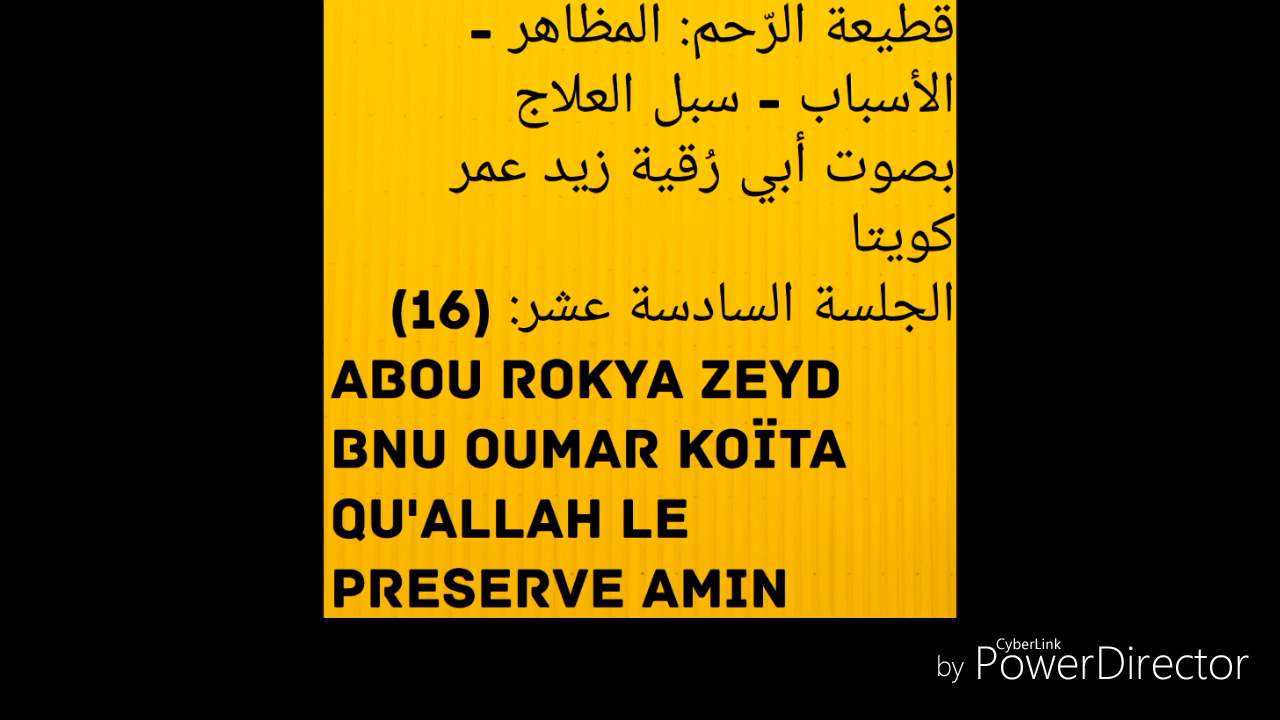 قطيعة الرّحم: المظاهر -
الأسباب - سبل العلاج
بصوت أبي رُقية زيد عمر
كويتا
الجلسة السادسة عشر: (16)
ABOU ROKYA ZEYD
BNU OUMAR KOÏTA
QU'ALLAH LE
PRESERVE AMIN
CyberLink
by PowerDirector